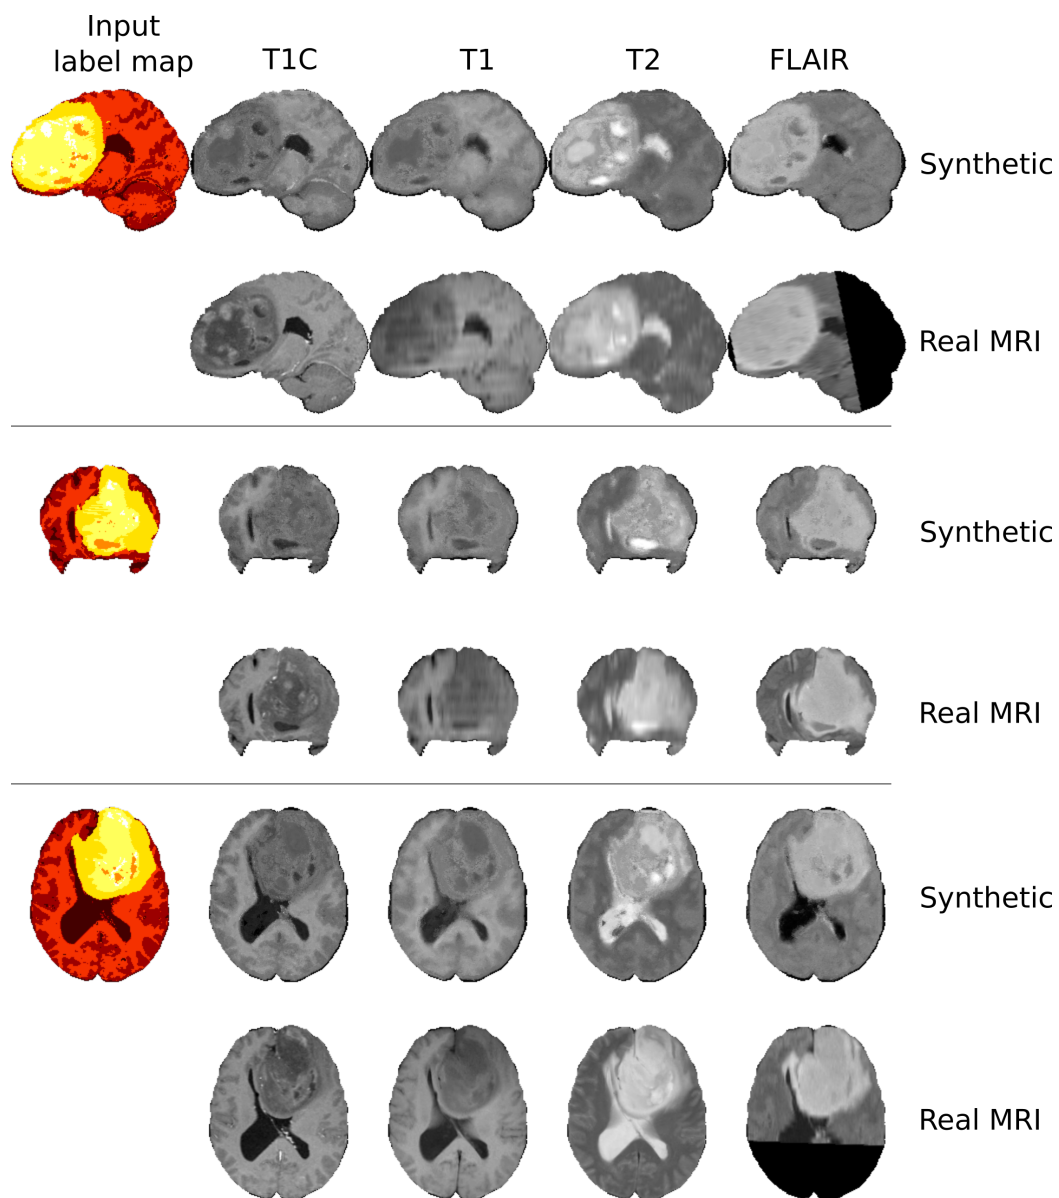 Input
label map
T1C
T1
T2
FLAIR
Synthetic
Real MRI
Synthetic
Real MRI
Synthetic
Real MRI